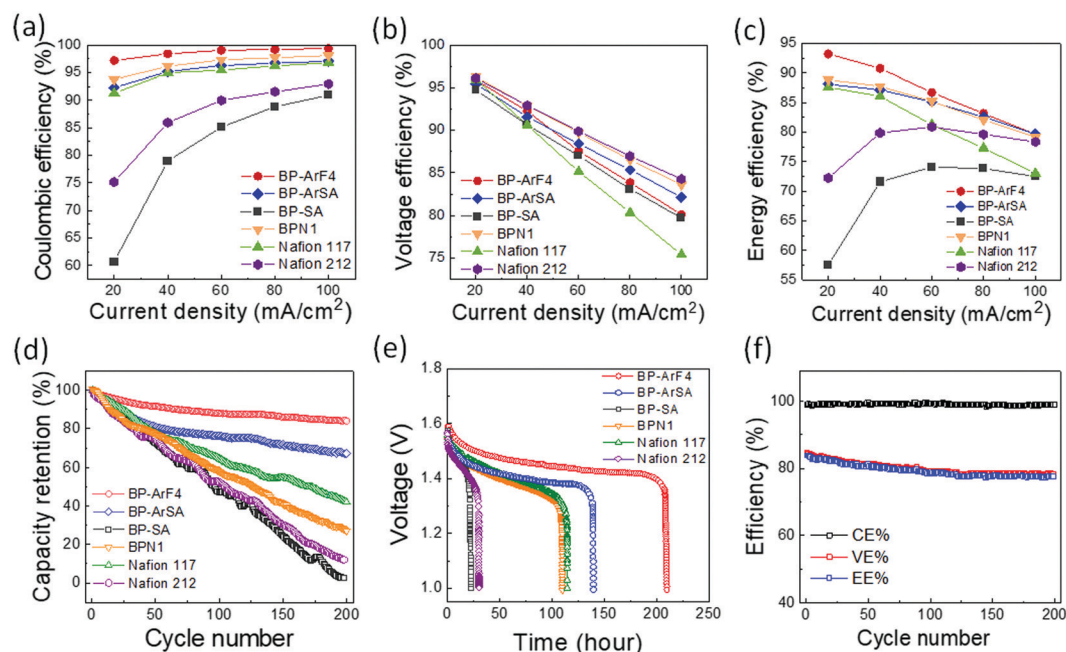 (a)
Coulombic efficiency (%)
100
95
90
85
80
75
70
65
60
BP-ArF4
BP-ArSA
BP-SA
BPN1
Nafion 117
Nafion 212
20 40 60 80 100
Current density (mA/cm²)
(b)
Voltage efficiency (%)
100
95
90
85
80
75
BP-ArF4
BP-ArSA
BP-SA
BPN1
Nafion 117
Nafion 212
20 40 60 80 100
Current density (mA/cm²)
(c)
Energy efficiency (%)
95
90
85
80
75
70
65
60
55
BP-ArF4
BP-ArSA
BP-SA
BPN1
Nafion 117
Nafion 212
20 40 60 80 100
Current density (mA/cm²)
(d)
Capacity retention (%)
100
80
60
40
20
0
BP-ArF4
BP-ArSA
BP-SA
BPN1
Nafion 117
Nafion 212
0 50 100 150 200
Cycle number
(e)
Voltage (V)
1.8
1.6
1.4
1.2
1.0
BP-ArF4
BP-ArSA
BP-SA
BPN1
Nafion 117
Nafion 212
0 50 100 150 200 250
Time (hour)
(f)
Efficiency (%)
100
80
60
40
CE%
VE%
EE%
0 50 100 150 200
Cycle number